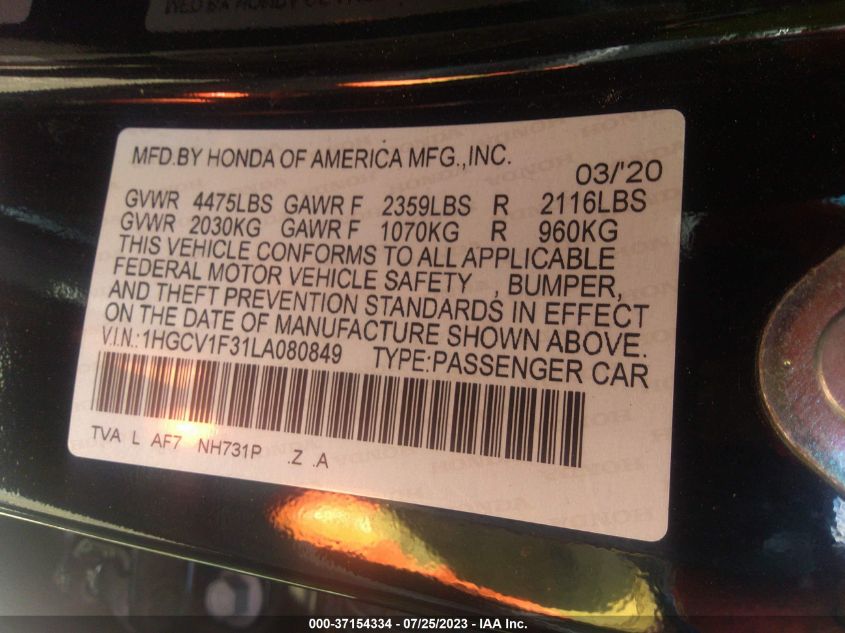 MFD.BY HONDA OF AMERICA MFG.,INC.
03/'20
GVWR 4475LBS GAWR F 2359LBS R 2116LBS
GVWR 2030KG GAWR F 1070KG R 960KG
THIS VEHICLE CONFORMS TO ALL APPLICABLE
FEDERAL MOTOR VEHICLE SAFETY , BUMPER,
AND THEFT PREVENTION STANDARDS IN EFFECT
ON THE DATE OF MANUFACTURE SHOWN ABOVE.
V.I.N.:1HGCV1F31LA080849 TYPE:PASSENGER CAR
TVA L AF7 NH731P .Z .A
000-37154334 / 07/25/2023 - IAA Inc.